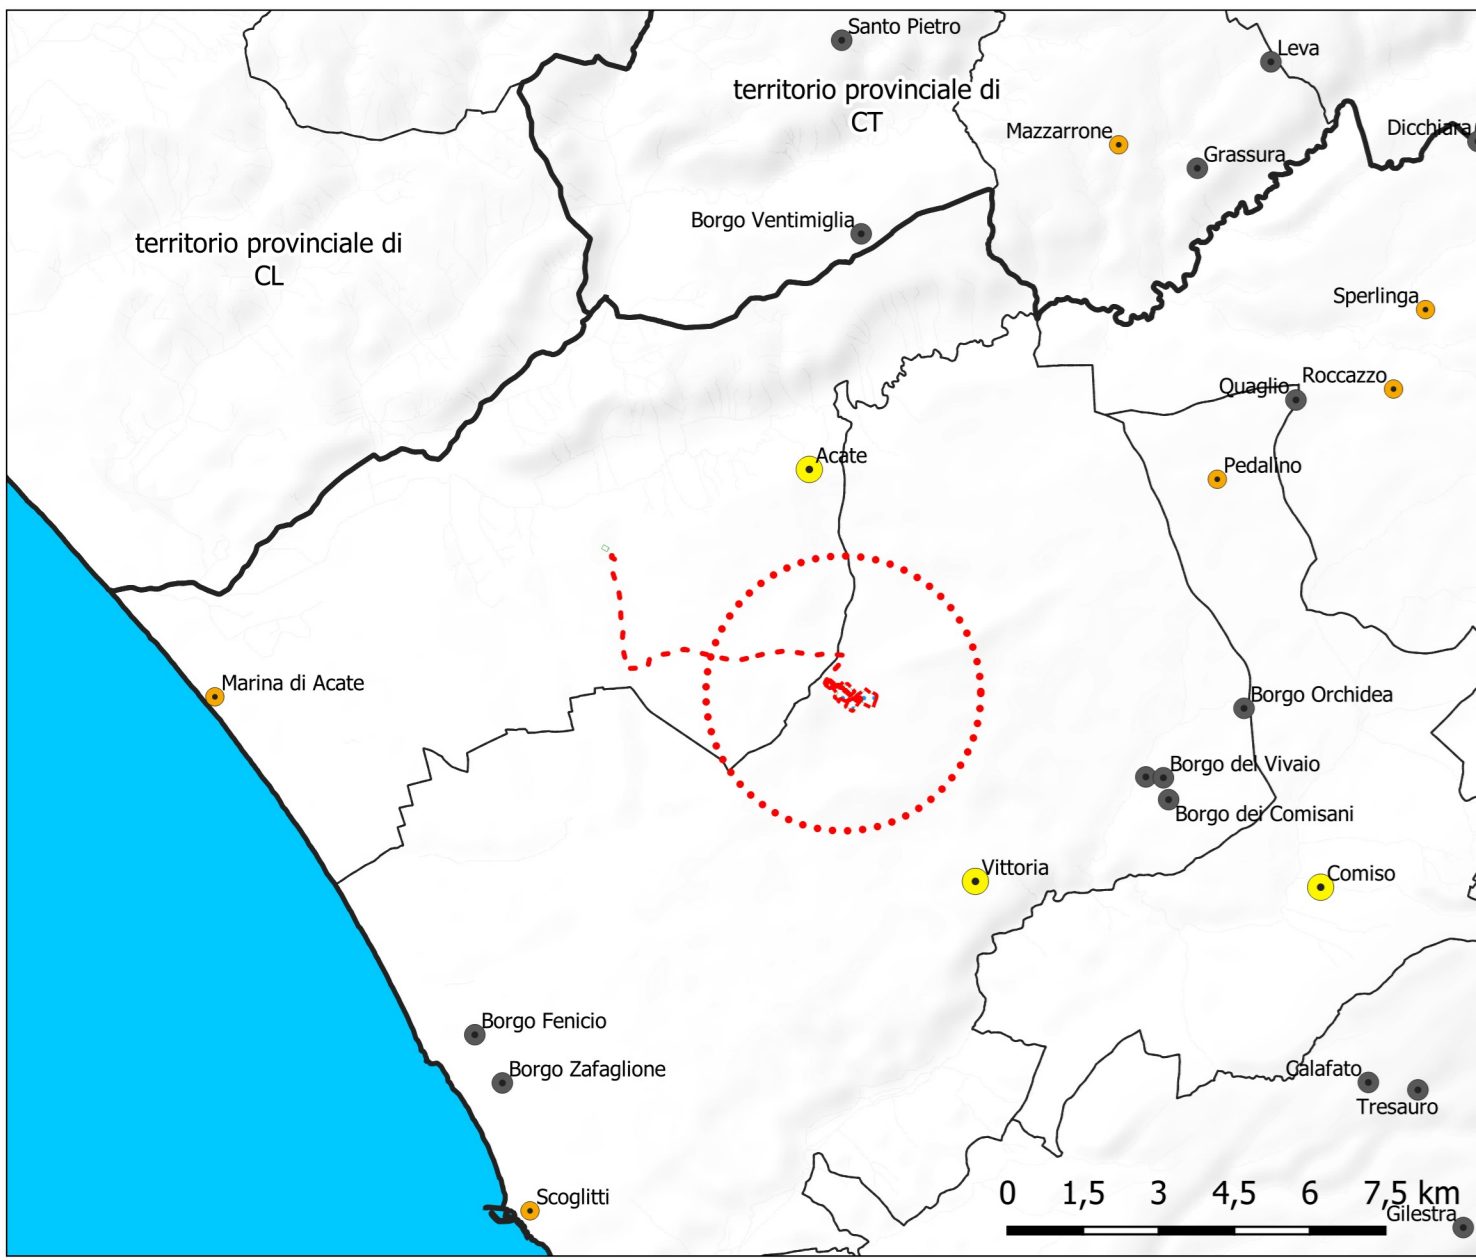 Santo Pietro
Leva
territorio provinciale di
CT
Mazzarrone
Dicchiara
Grassura
Borgo Ventimiglia
territorio provinciale di
CL
Sperlinga
Quaglio
Roccazzo
Acate
Pedalino
Marina di Acate
Borgo Orchidea
Borgo del Vivaio
Borgo dei Comisani
Vittoria
Comiso
Borgo Fenicio
Borgo Zafaglione
Calafato
Tresauro
Scoglitti
0 1,5 3 4,5 6 7,5 km
Gilestra